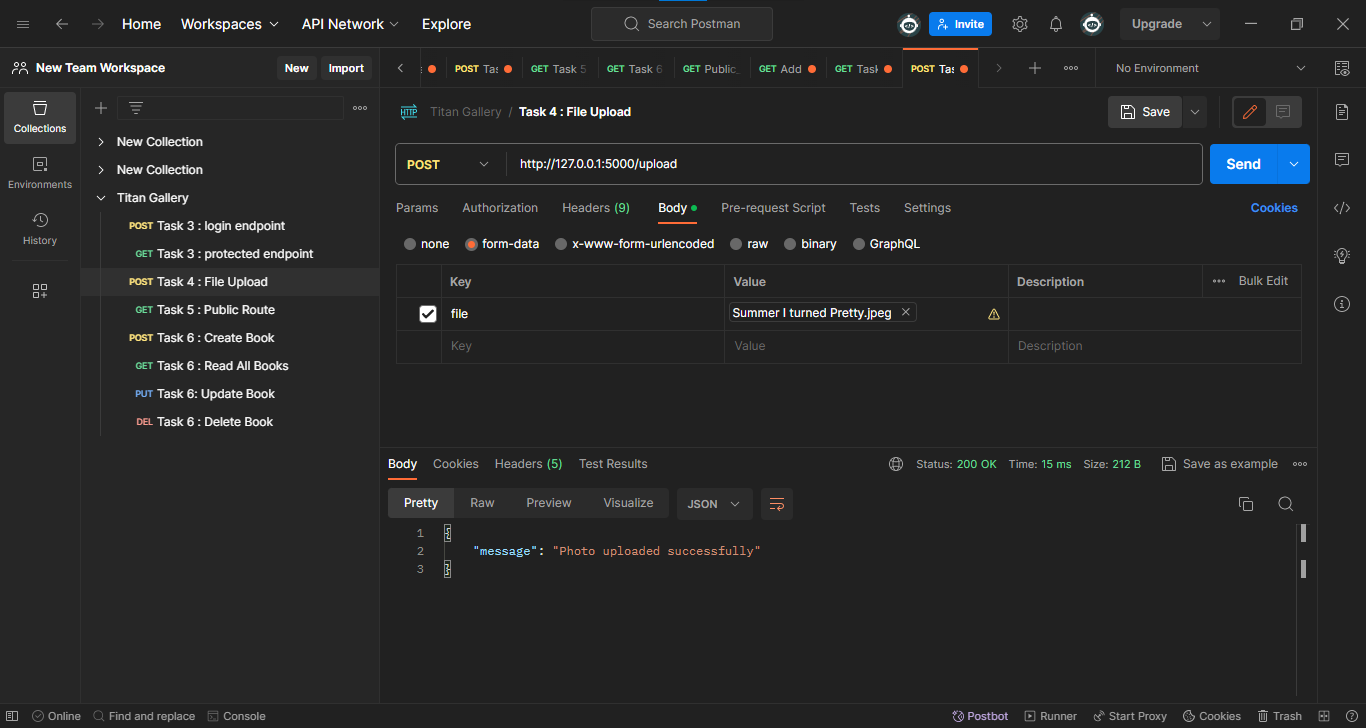 Home Workspaces API Network Explore Search Postman Invite Upgrade
New Team Workspace New Import
POST Tas GET Task 5 GET Task 6 GET Public_ GET Add POST Tas No Environment
Collections
Environments
History
New Collection
New Collection
Titan Gallery
POST Task 3 : login endpoint
GET Task 3 : protected endpoint
POST Task 4 : File Upload
GET Task 5 : Public Route
POST Task 6 : Create Book
GET Task 6 : Read All Books
PUT Task 6: Update Book
DEL Task 6 : Delete Book
HTTP Titan Gallery / Task 4 : File Upload Save
POST http://127.0.0.1:5000/upload Send
Params Authorization Headers (9) Body Pre-request Script Tests Settings Cookies
none form-data x-www-form-urlencoded raw binary GraphQL
Key Value Description Bulk Edit
file Summer I turned Pretty.jpeg
Key Value Description
Body Cookies Headers (5) Test Results Status: 200 OK Time: 15 ms Size: 212 B Save as example
Pretty Raw Preview Visualize JSON
1 {
2 "message": "Photo uploaded successfully"
3 }
Online Find and replace Console Postbot Runner Start Proxy Cookies Trash